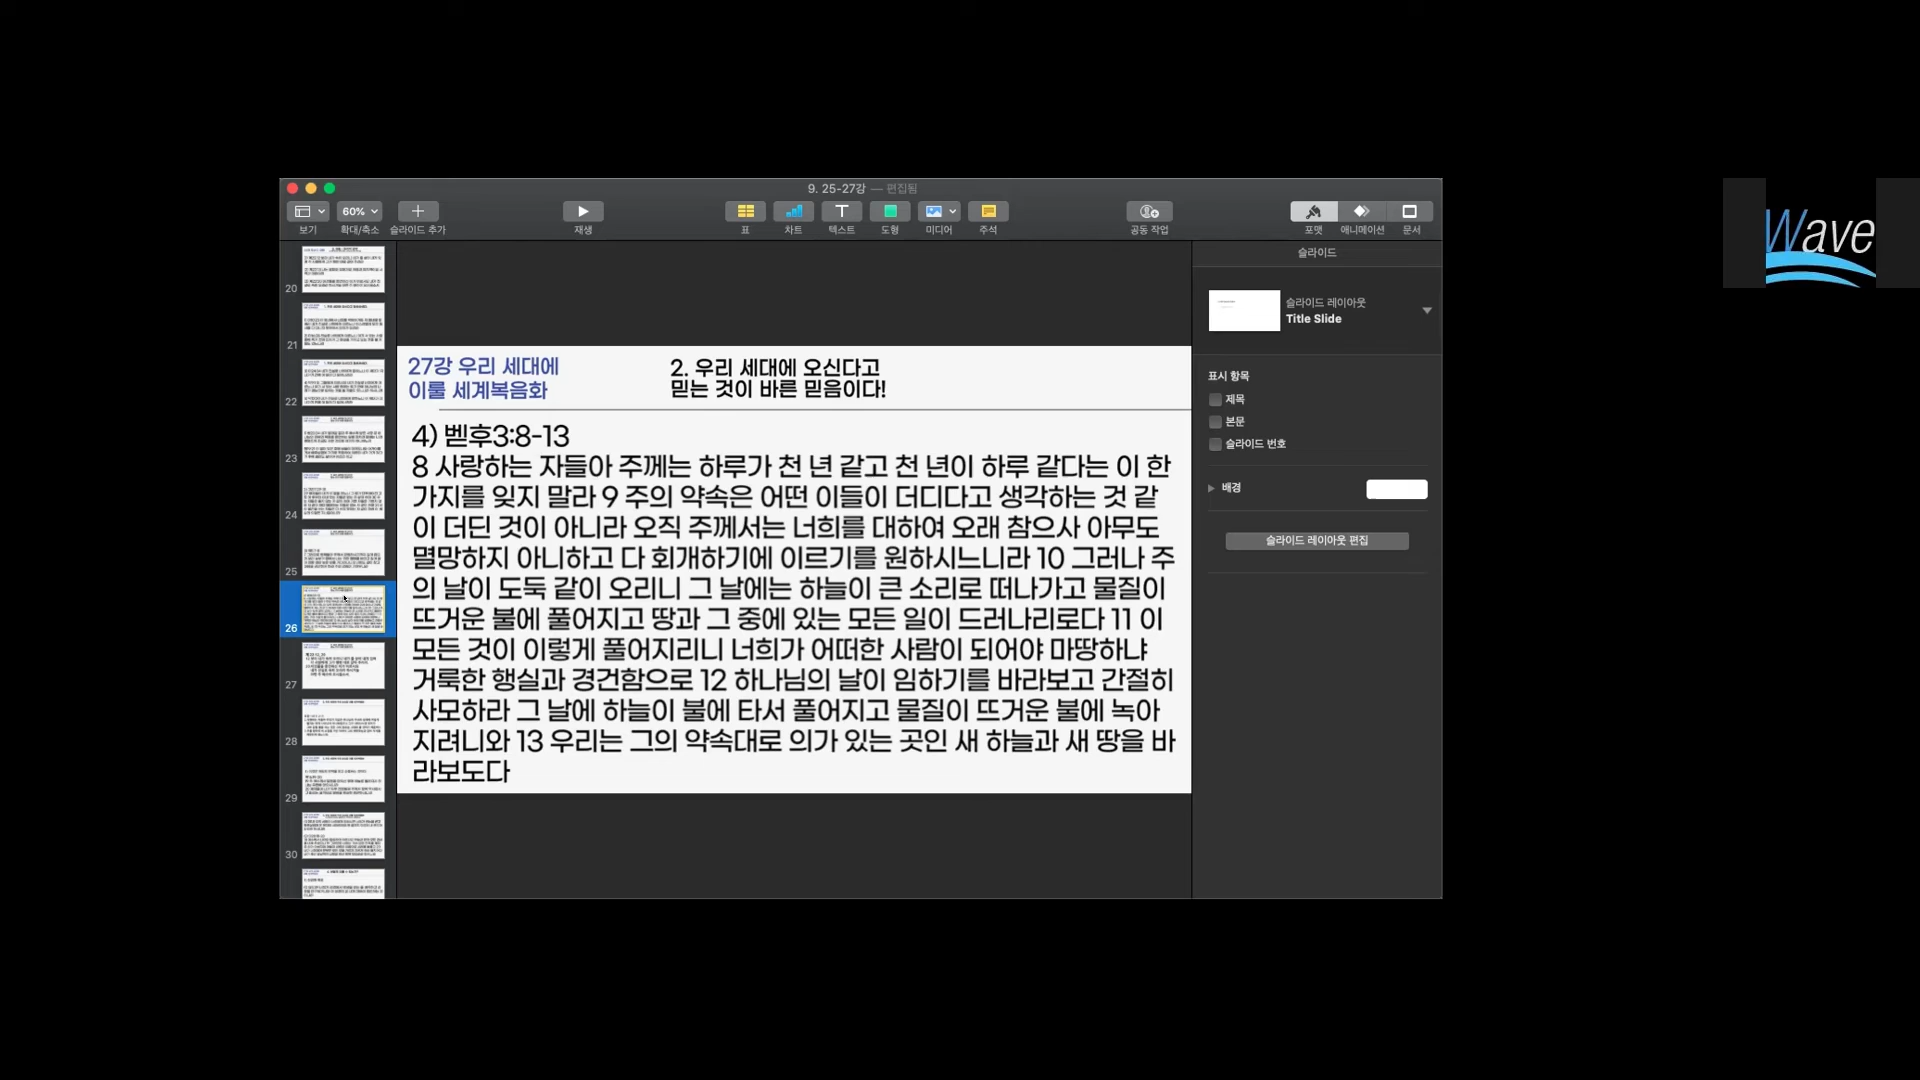 9. 25-27강 — 편집됨
60%
보기
확대/축소
슬라이드 추가
재생
표
차트
텍스트
도형
미디어
주석
공동 작업
포맷
애니메이션
문서
Wave
슬라이드
슬라이드 레이아웃
Title Slide
표시 항목
제목
본문
슬라이드 번호
배경
슬라이드 레이아웃 편집
20
21
22
23
24
25
26
27
28
29
30
27강 우리 세대에
이룰 세계복음화
2. 우리 세대에 오신다고
믿는 것이 바른 믿음이다!
4) 벧후3:8-13
8 사랑하는 자들아 주께는 하루가 천 년 같고 천 년이 하루 같다는 이 한
가지를 잊지 말라 9 주의 약속은 어떤 이들이 더디다고 생각하는 것 같
이 더딘 것이 아니라 오직 주께서는 너희를 대하여 오래 참으사 아무도
멸망하지 아니하고 다 회개하기에 이르기를 원하시느니라 10 그러나 주
의 날이 도둑 같이 오리니 그 날에는 하늘이 큰 소리로 떠나가고 물질이
뜨거운 불에 풀어지고 땅과 그 중에 있는 모든 일이 드러나리로다 11 이
모든 것이 이렇게 풀어지리니 너희가 어떠한 사람이 되어야 마땅하냐
거룩한 행실과 경건함으로 12 하나님의 날이 임하기를 바라보고 간절히
사모하라 그 날에 하늘이 불에 타서 풀어지고 물질이 뜨거운 불에 녹아
지려니와 13 우리는 그의 약속대로 의가 있는 곳인 새 하늘과 새 땅을 바
라보도다